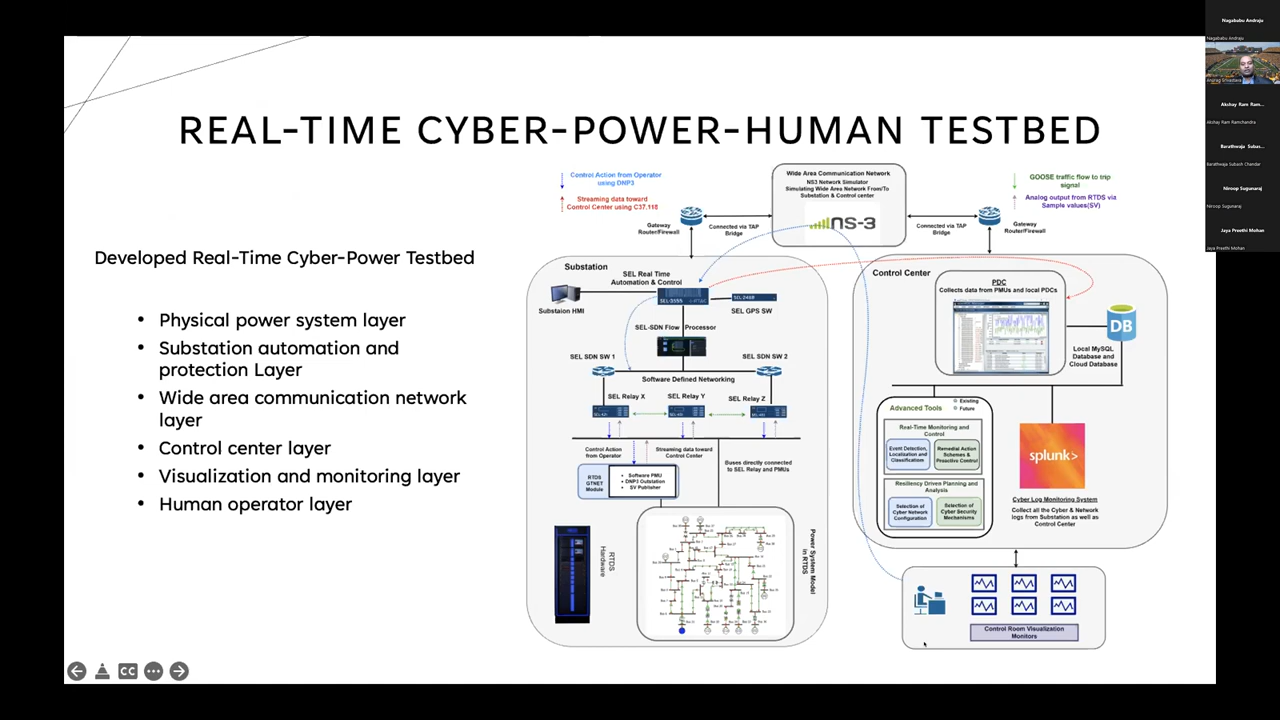 REAL-TIME CYBER-POWER-HUMAN TESTBED
Developed Real-Time Cyber-Power Testbed
• Physical power system layer
• Substation automation and
protection Layer
• Wide area communication network
layer
• Control center layer
• Visualization and monitoring layer
• Human operator layer
Control Action from Operator
using DNP3
Streaming data toward
Control Center using C37.118
Wide Area Communication Network
NS3 Network Simulator
Simulating Wide Area Network From/To
Substation & Control center
NS-3
GOOSE traffic flow to trip
signal
Analog output from RTDS via
Sample values(SV)
Gateway
Router/Firewall
Connected via TAP
Bridge
Connected via TAP
Bridge
Gateway
Router/Firewall
Substation
SEL Real Time
Automation & Control
Substaion HMI
SEL GPS SW
SEL-SDN Flow Processor
SEL SDN SW 1
SEL SDN SW 2
Software Defined Networking
SEL Relay X
SEL Relay Y
SEL Relay Z
Control Action
from Operator
Streaming data toward
Control Center
Buses directly connected
to SEL Relay and PMUs
RTDS
GTNET
Module
• Software PMU
• DNP3 Outstation
• SV Publisher
RTDS
Hardware
Power System Model
in RTDS
Control Center
PDC
Collects data from PMUs and local PDCs
DB
Local MySQL
Database and
Cloud Database
Advanced Tools
Existing
Future
Real-Time Monitoring and
Control
Event Detection,
Localization and
Classifications
Remedial Action
Schemes &
Proactive Control
Resiliency Driven Planning and
Analysis
Selection of
Cyber Network
Configuration
Selection of
Cyber Security
Mechanisms
splunk>
Cyber Log Monitoring System
Collect all the Cyber & Network
logs from Substation as well as
Control Center
Control Room Visualization
Monitors
CC
Nagababu Andraju
Nagababu Andraju
Anurag Srivastava
Akshay Ram Ram...
Akshay Ram Ramchandra
Barathwaja Subas...
Barathwaja Subash Chandar
Niroop Sugunaraj
Niroop Sugunaraj
Jaya Preethi Mohan
Jaya Preethi Mohan